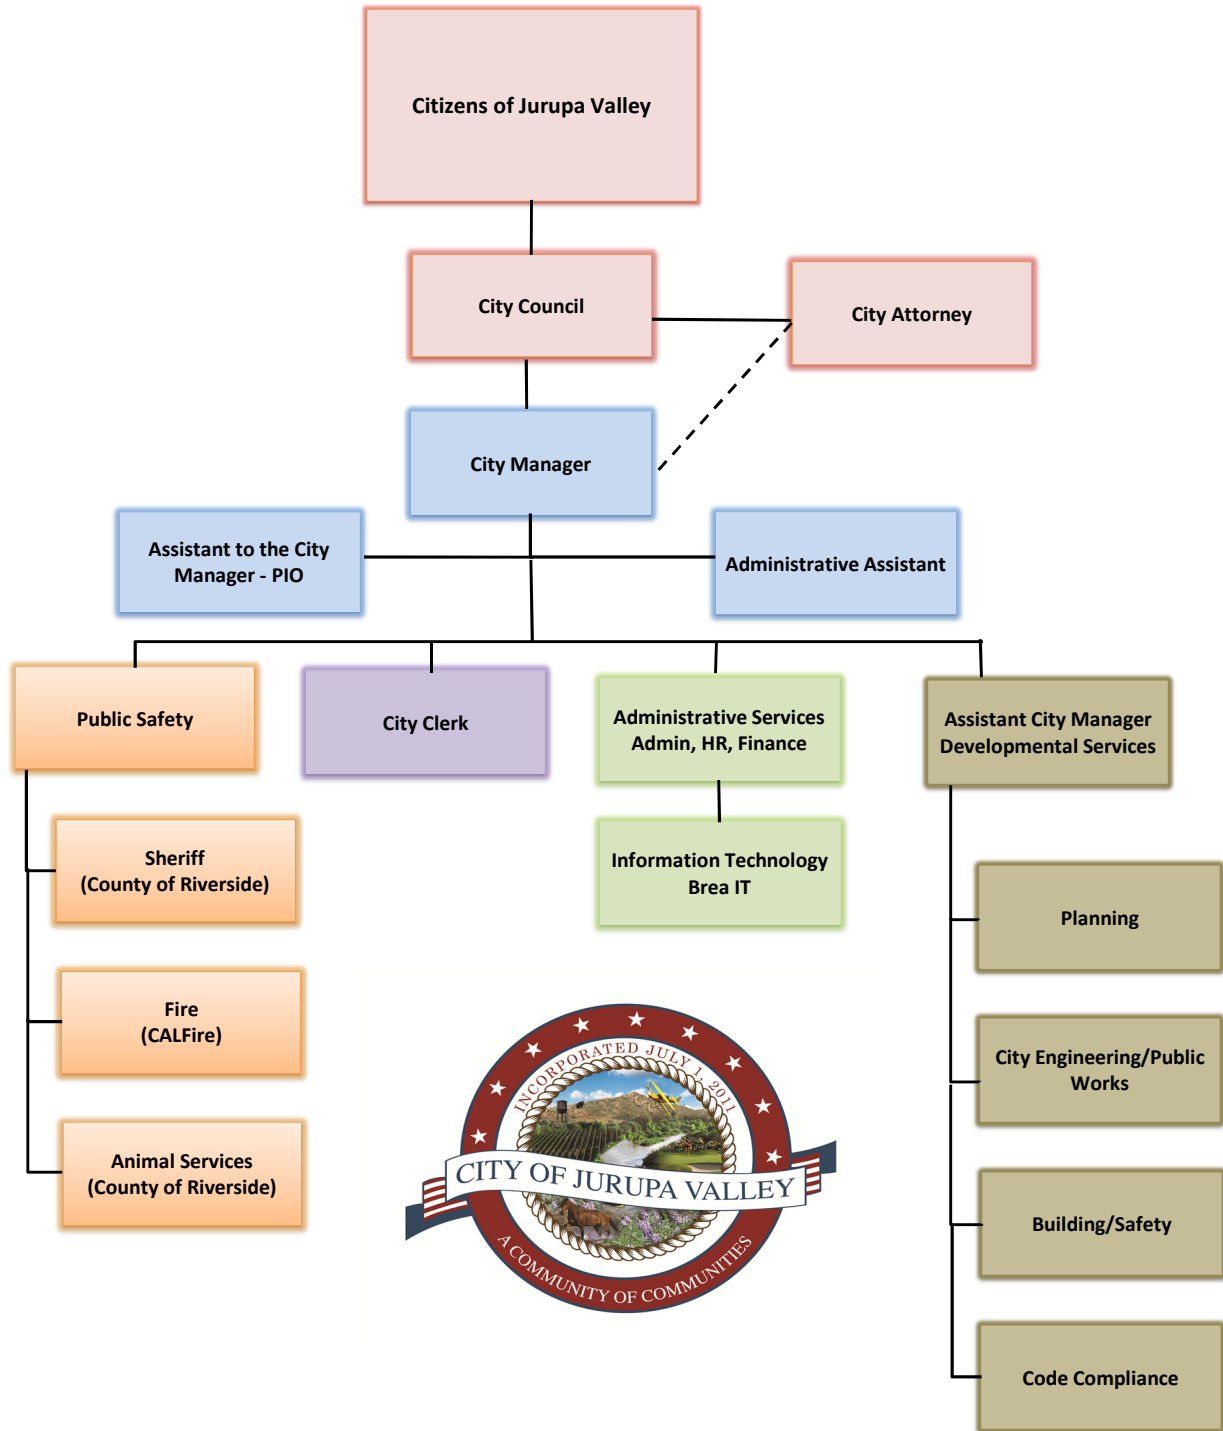 Citizens of Jurupa Valley
City Council
City Attorney
City Manager
Assistant to the City
Manager - PIO
Administrative Assistant
Public Safety
City Clerk
Administrative Services
Admin, HR, Finance
Assistant City Manager
Developmental Services
Sheriff
(County of Riverside)
Information Technology
Brea IT
Planning
Fire
(CALFire)
City Engineering/Public
Works
Animal Services
(County of Riverside)
Building/Safety
Code Compliance
INCORPORATED JULY 1, 2011
CITY OF JURUPA VALLEY
A COMMUNITY OF COMMUNITIES